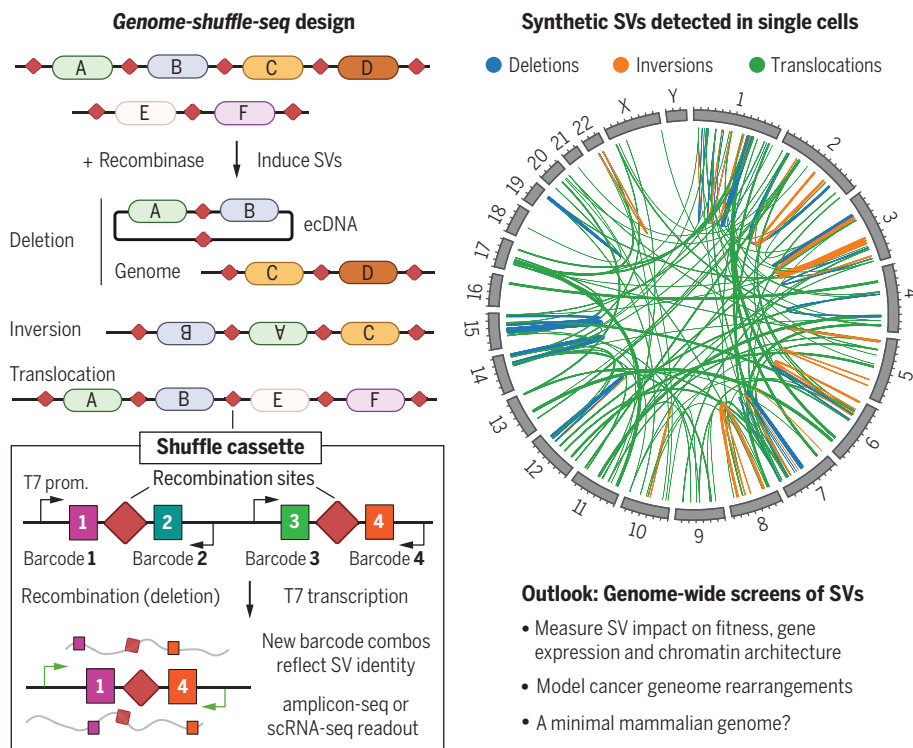 Genome-shuffle-seq design
A B C D
E F
+ Recombinase Induce SVs
Deletion
A B
ecDNA
Genome C D
Inversion B A C
Translocation
A B E F
Shuffle cassette
Recombination sites
T7 prom.
1 2 3 4
Barcode 1 Barcode 2 Barcode 3 Barcode 4
Recombination (deletion) T7 transcription
New barcode combos
reflect SV identity
1 4
amplicon-seq or
scRNA-seq readout
Synthetic SVs detected in single cells
Deletions Inversions Translocations
1
2
3
4
5
6
7
8
9
10
11
12
13
14
15
16
17
18
19
20
21
22
X
Y
Outlook: Genome-wide screens of SVs
• Measure SV impact on fitness, gene
expression and chromatin architecture
• Model cancer geneome rearrangements
• A minimal mammalian genome?